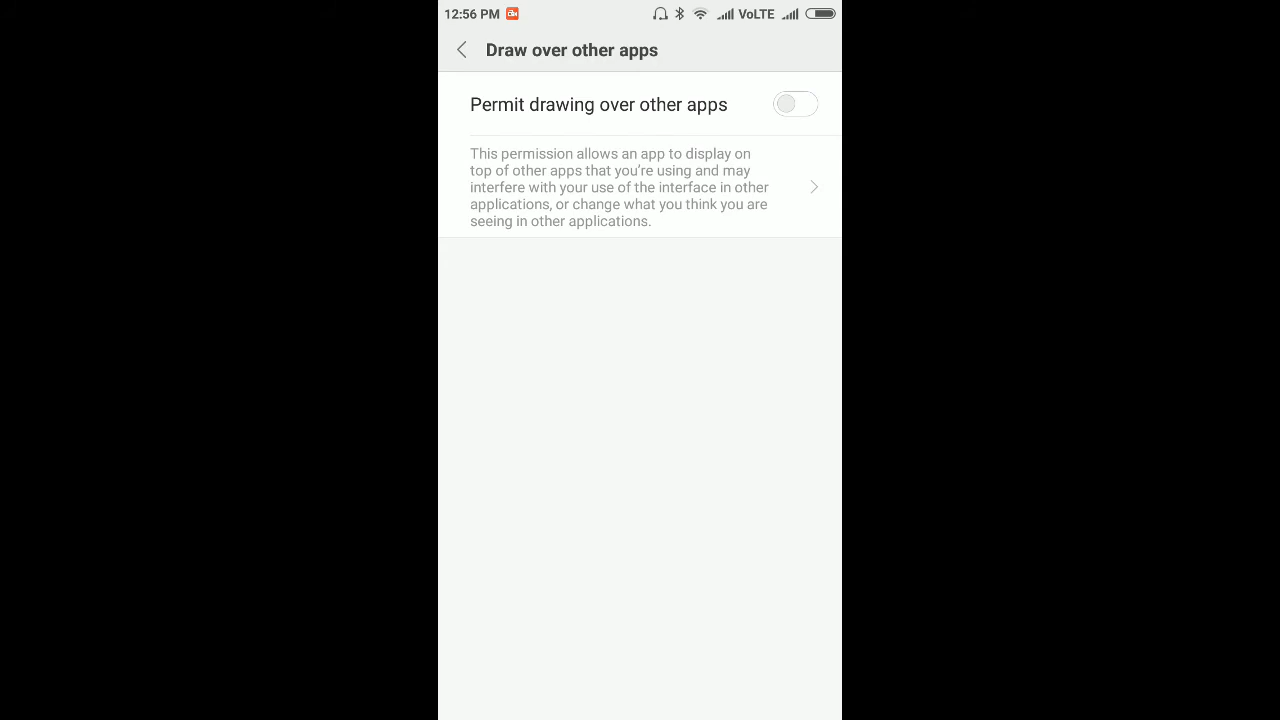 12:56 PM VoLTE
Draw over other apps
Permit drawing over other apps
This permission allows an app to display on
top of other apps that you're using and may
interfere with your use of the interface in other
applications, or change what you think you are
seeing in other applications.